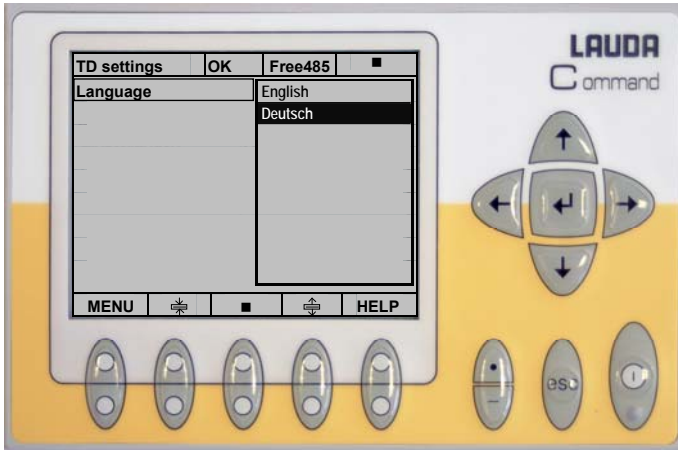 LAUDA
Command
TD settings OK Free485 ■
Language
English
Deutsch
MENU ■ HELP
esc